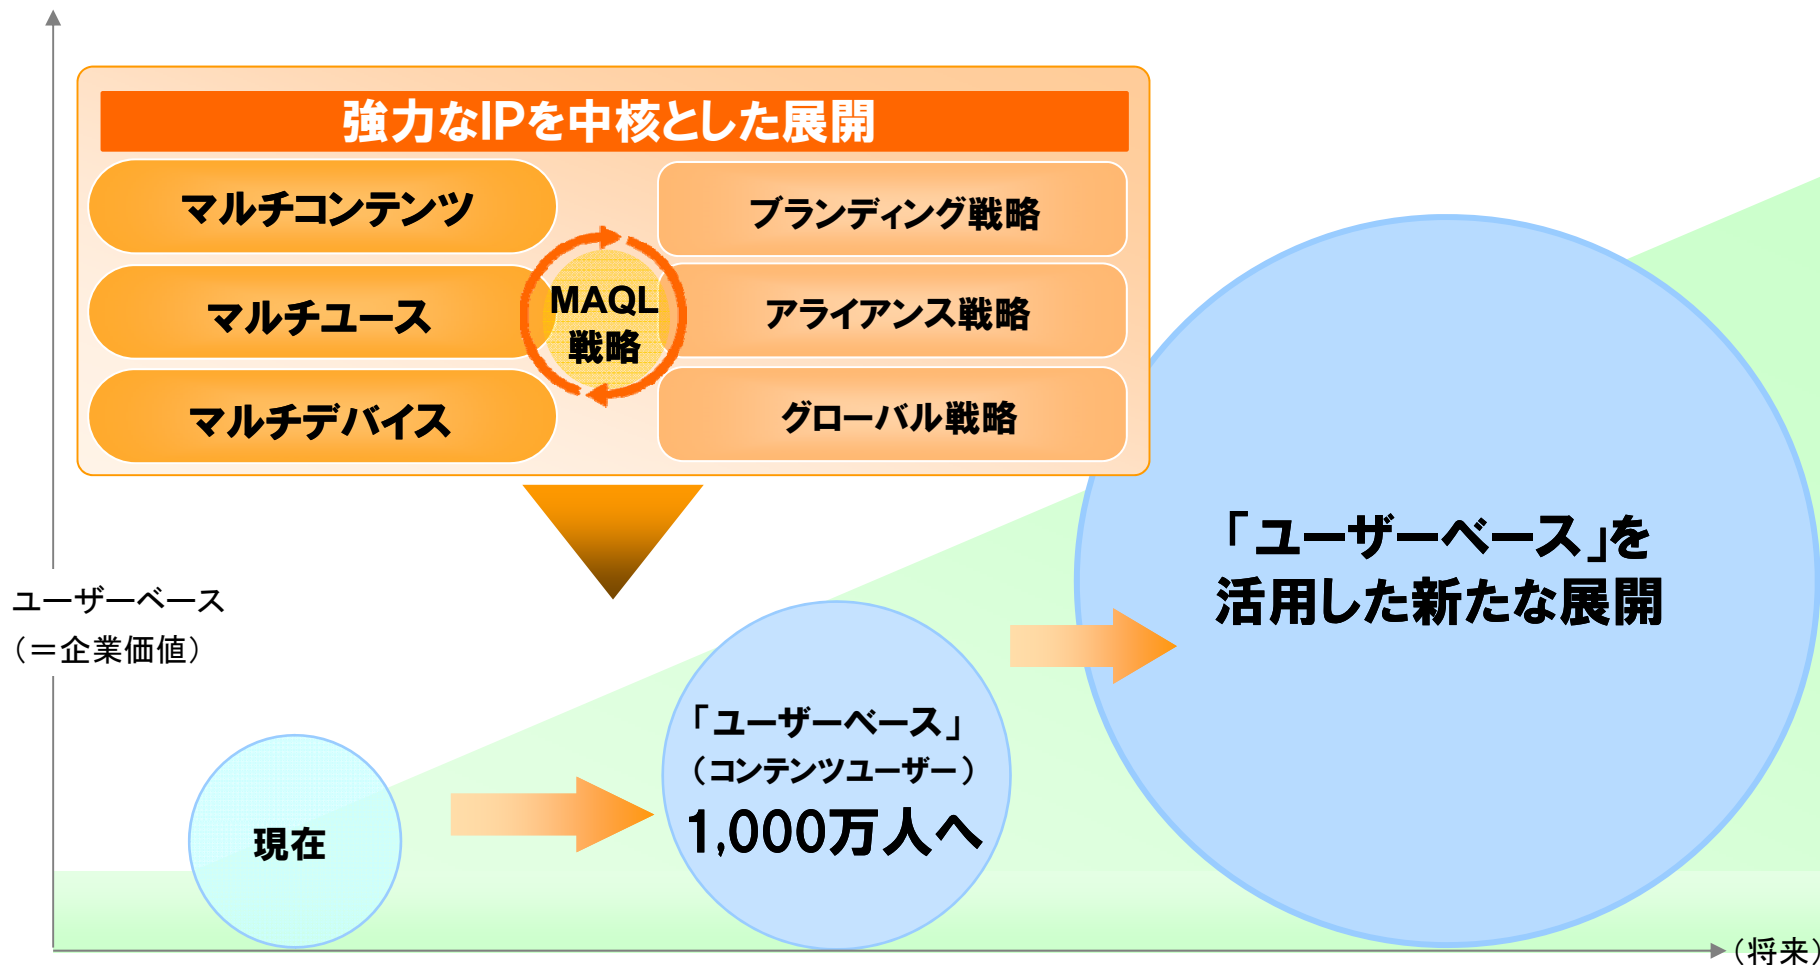 強力なIPを中核とした展開
マルチコンテンツ
マルチユース
マルチデバイス
MAQL
戦略
ブランディング戦略
アライアンス戦略
グローバル戦略
ユーザーベース
（＝企業価値）
現在
「ユーザーベース」
（コンテンツユーザー）
1,000万人へ
「ユーザーベース」を
活用した新たな展開
（将来）